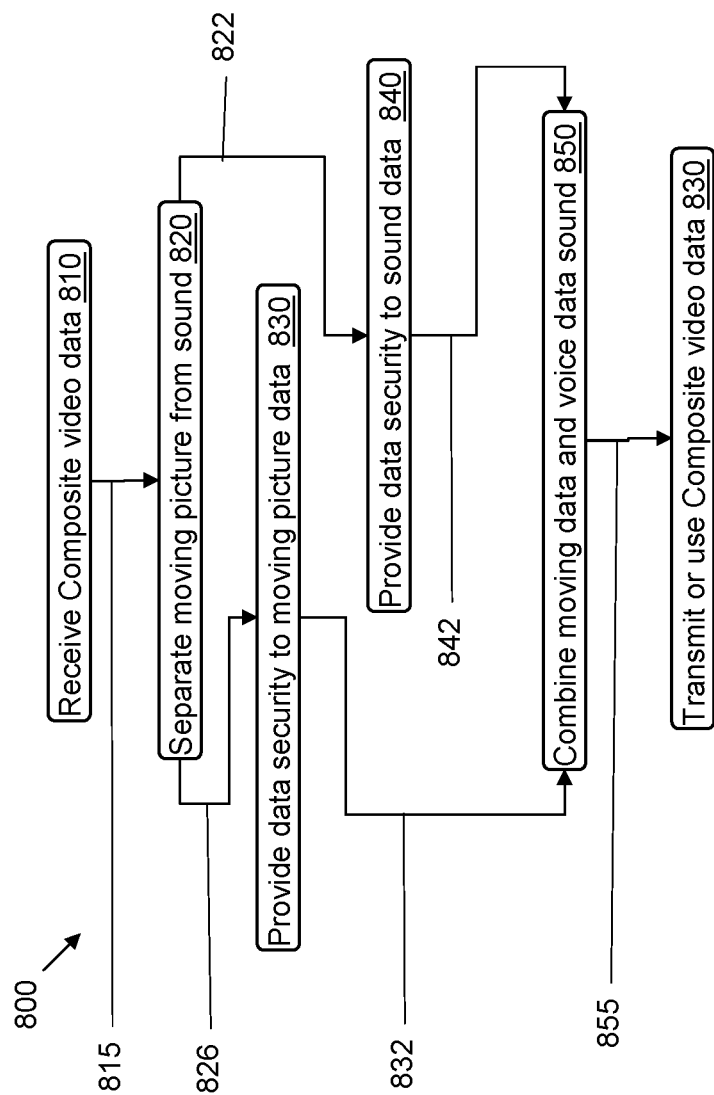 800
Receive Composite video data 810
815
Separate moving picture from sound 820
822
826
Provide data security to moving picture data 830
Provide data security to sound data 840
832
842
Combine moving data and voice data sound 850
855
Transmit or use Composite video data 830